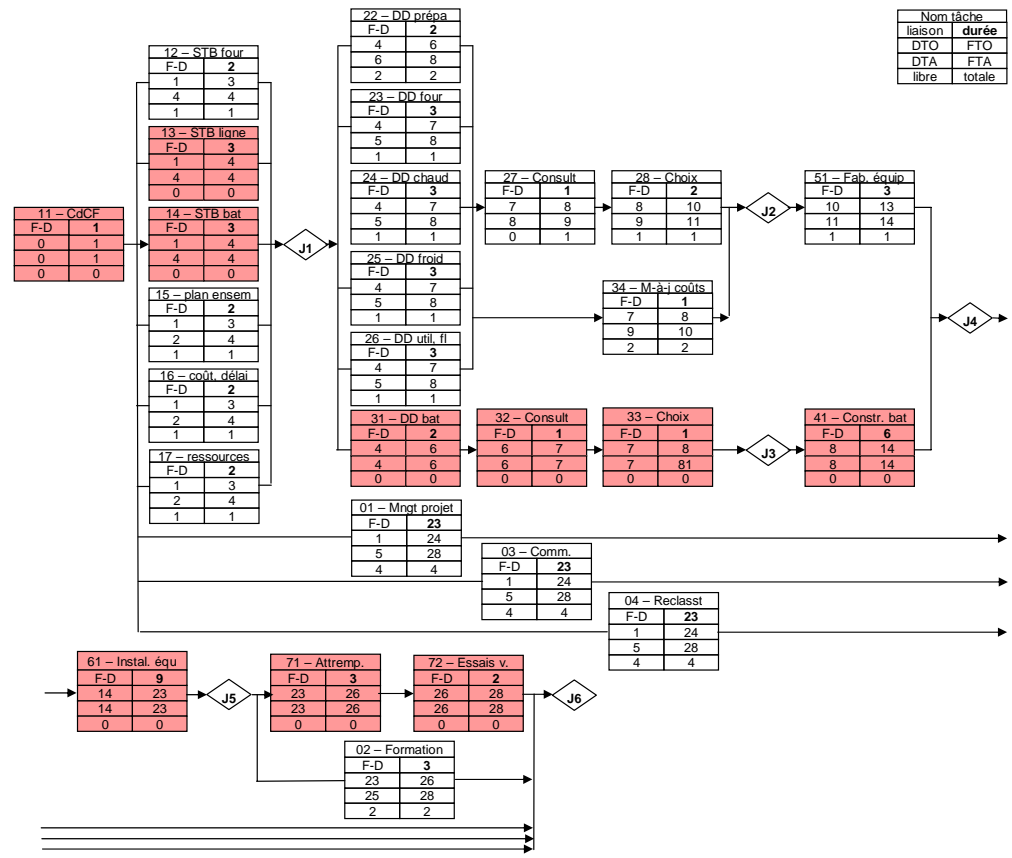 Nom tâche
liaison durée
DTO FTO
DTA FTA
libre totale
22 – DD prépa
F-D 2
4 6
6 8
2 2
12 – STB four
F-D 2
1 3
4 4
1 1
23 – DD four
F-D 3
4 7
5 8
1 1
13 – STB ligne
F-D 3
1 4
4 4
0 0
24 – DD chaud
F-D 3
4 7
5 8
1 1
27 – Consult
F-D 1
7 8
8 9
0 1
28 – Choix
F-D 2
8 10
9 11
1 1
J2
51 – Fab. équip
F-D 3
10 13
11 14
1 1
11 – CdCF
F-D 1
0 1
0 1
0 0
14 – STB bat
F-D 3
1 4
4 4
0 0
J1
25 – DD froid
F-D 3
4 7
5 8
1 1
34 – M-à-j coûts
F-D 1
7 8
9 10
2 2
J4
15 – plan ensem
F-D 2
1 3
2 4
1 1
26 – DD util, fl
F-D 3
4 7
5 8
1 1
16 – coût, délai
F-D 2
1 3
2 4
1 1
31 – DD bat
F-D 2
4 6
4 6
0 0
32 – Consult
F-D 1
6 7
6 7
0 0
33 – Choix
F-D 1
7 8
7 81
0 0
J3
41 – Constr. bat
F-D 6
8 14
8 14
0 0
17 – ressources
F-D 2
1 3
2 4
1 1
01 – Mngt projet
F-D 23
1 24
5 28
4 4
03 – Comm.
F-D 23
1 24
5 28
4 4
04 – Reclasst
F-D 23
1 24
5 28
4 4
61 – Instal. équ
F-D 9
14 23
14 23
0 0
J5
71 – Attremp.
F-D 3
23 26
23 26
0 0
72 – Essais v.
F-D 2
26 28
26 28
0 0
J6
02 – Formation
F-D 3
23 26
25 28
2 2